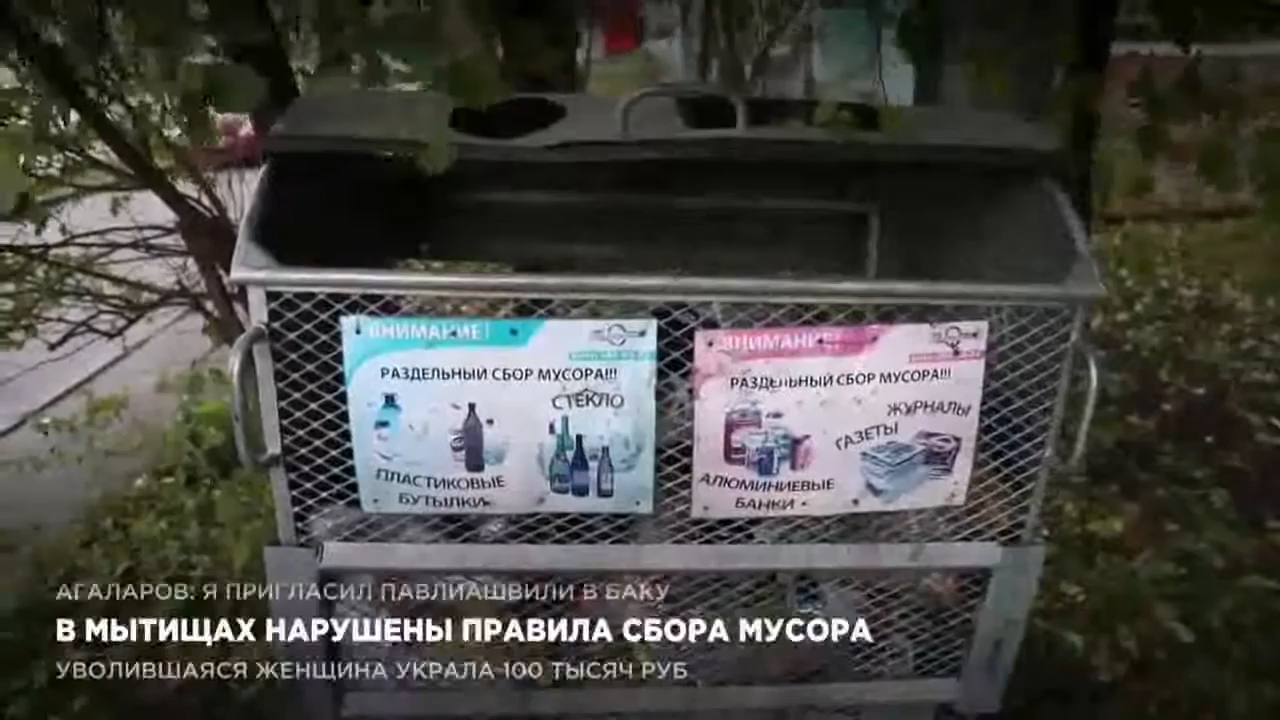 ВНИМАНИЕ!
РАЗДЕЛЬНЫЙ СБОР МУСОРА!!!
СТЕКЛО
ПЛАСТИКОВЫЕ
БУТЫЛКИ
ВНИМАНИЕ!
РАЗДЕЛЬНЫЙ СБОР МУСОРА!!!
ЖУРНАЛЫ
ГАЗЕТЫ
АЛЮМИНИЕВЫЕ
БАНКИ
АГАЛАРОВ: Я ПРИГЛАСИЛ ПАВЛИАШВИЛИ В БАКУ
В МЫТИЩАХ НАРУШЕНЫ ПРАВИЛА СБОРА МУСОРА
УВОЛИВШАЯСЯ ЖЕНЩИНА УКРАЛА 100 ТЫСЯЧ РУБ